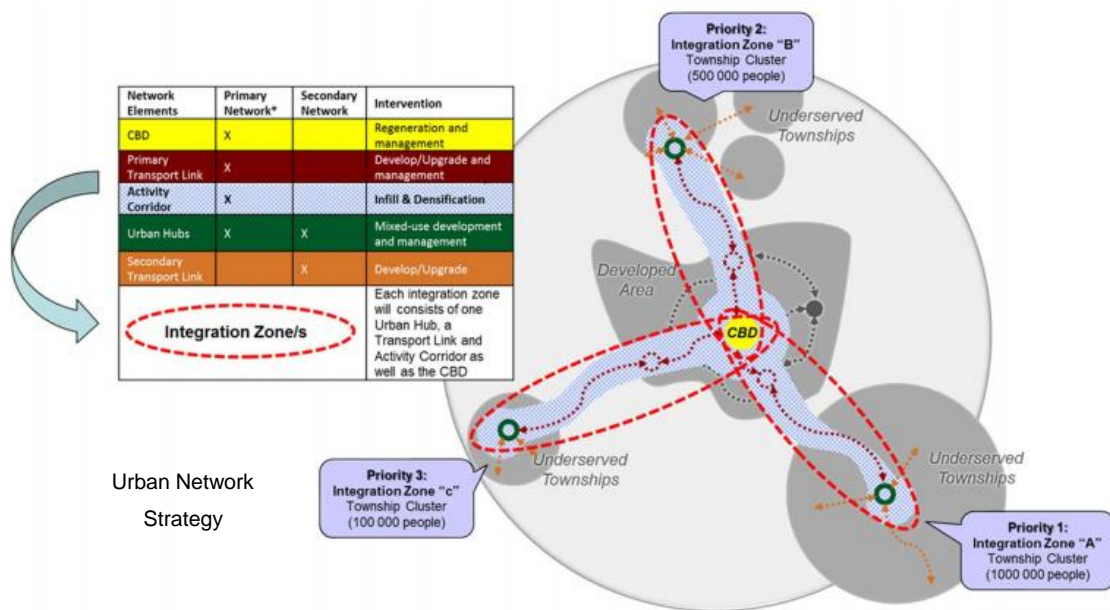 Priority 2:
Integration Zone “B”
Township Cluster
(500 000 people)
Network
Elements
Primary
Network*
Secondary
Network
Intervention
CBD
X
Regeneration and
management
Primary
Transport Link
X
Develop/Upgrade and
management
Activity
Corridor
X
Infill & Densification
Urban Hubs
X
X
Mixed-use development
and management
Secondary
Transport Link
X
Develop/Upgrade
Integration Zone/s
Each integration zone
will consists of one
Urban Hub, a
Transport Link and
Activity Corridor as
well as the CBD
Underserved
Townships
Developed
Area
CBD
Underserved
Townships
Underserved
Townships
Urban Network
Strategy
Priority 3:
Integration Zone “c”
Township Cluster
(100 000 people)
Priority 1:
Integration Zone “A”
Township Cluster
(1000 000 people)